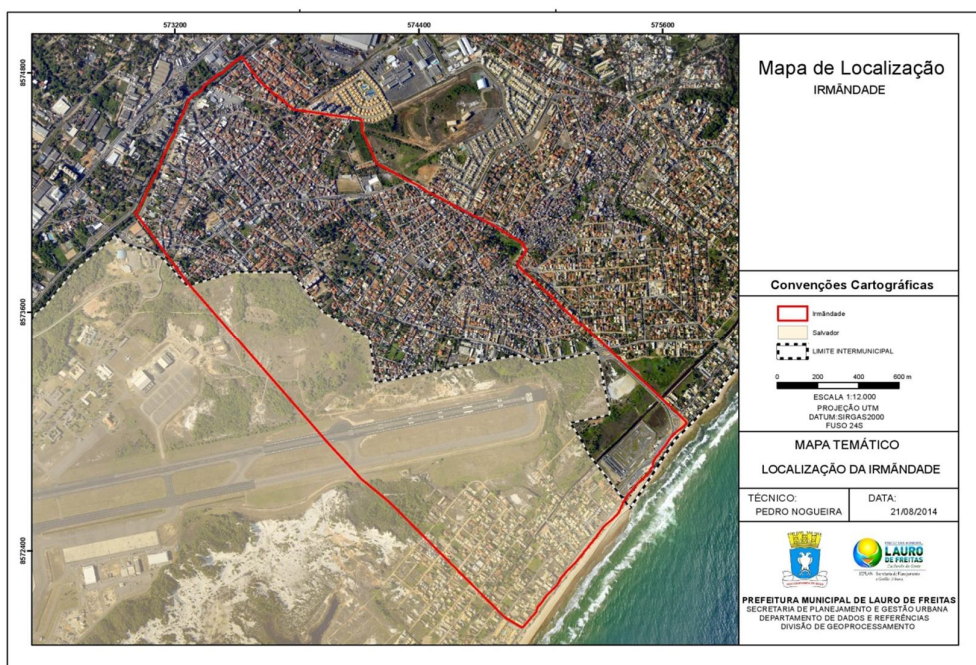 573200
574400
575600
8574800
8573600
8572400
Mapa de Localização
IRMÂNDADE
Convenções Cartográficas
Irmândade
Salvador
LIMITE INTERMUNICIPAL
0 200 400 600 m
ESCALA 1:12.000
PROJEÇÃO UTM
DATUM:SIRGAS2000
FUSO 24S
MAPA TEMÁTICO
LOCALIZAÇÃO DA IRMÂNDADE
TÉCNICO:
PEDRO NOGUEIRA
DATA:
21/08/2014
LAURO
DE FREITAS
PREFEITURA MUNICIPAL DE LAURO DE FREITAS
SECRETARIA DE PLANEJAMENTO E GESTÃO URBANA
DEPARTAMENTO DE DADOS E REFERÊNCIAS
DIVISÃO DE GEOPROCESSAMENTO